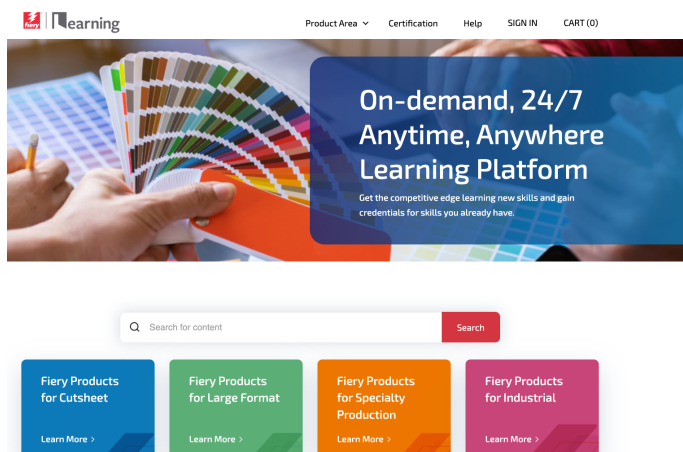 fiery Learning
Product Area
Certification
Help
SIGN IN
CART (0)
On-demand, 24/7
Anytime, Anywhere
Learning Platform
Get the competitive edge learning new skills and gain
credentials for skills you already have.
Search for content
Search
Fiery Products
for Cutsheet
Learn More >
Fiery Products
for Large Format
Learn More >
Fiery Products
for Specialty
Production
Learn More >
Fiery Products
for Industrial
Learn More >